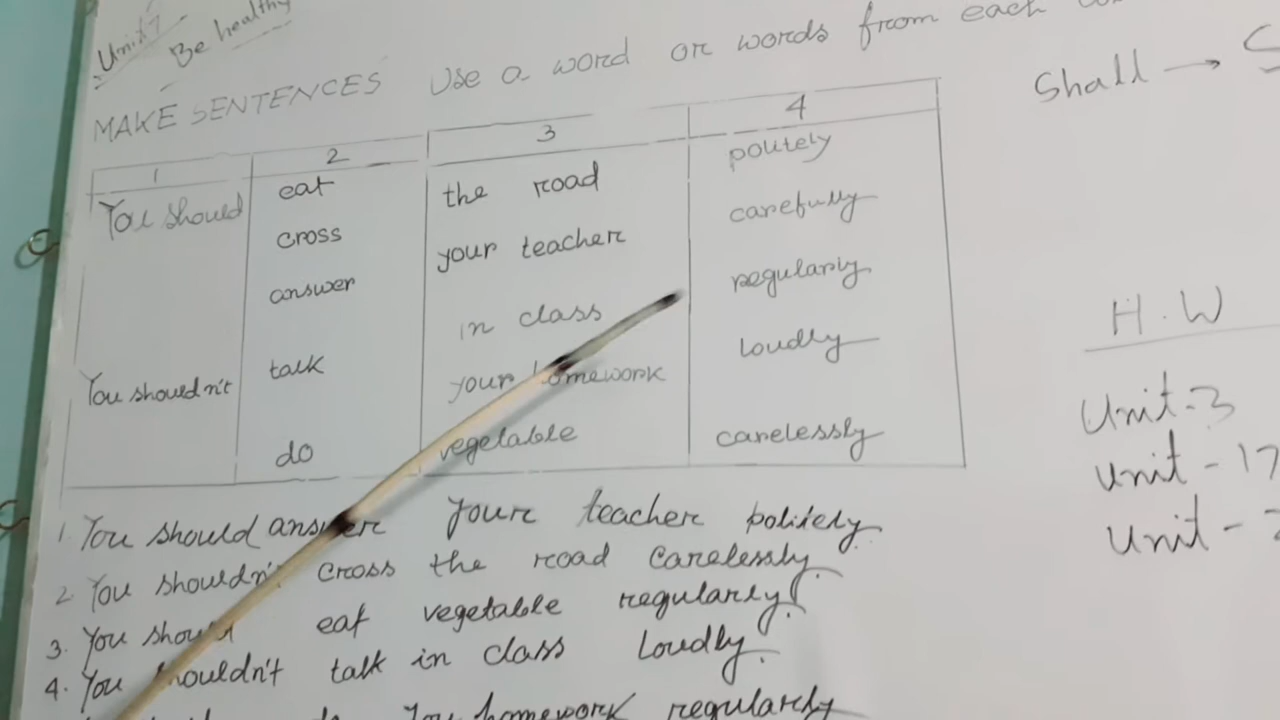 Unit 7
Be healthy
MAKE SENTENCES Use a word or words from each
Shall →
1 2 3 4
You should eat the road politely
cross your teacher carefully
answer in class regularly
You shouldn't talk your homework loudly
do vegetable carelessly
H.W
Unit-3
Unit-17
Unit-
1. You should answer your teacher politely.
2. You shouldn't cross the road carelessly.
3. You should eat vegetable regularly.
4. You shouldn't talk in class loudly.
You homework regularly